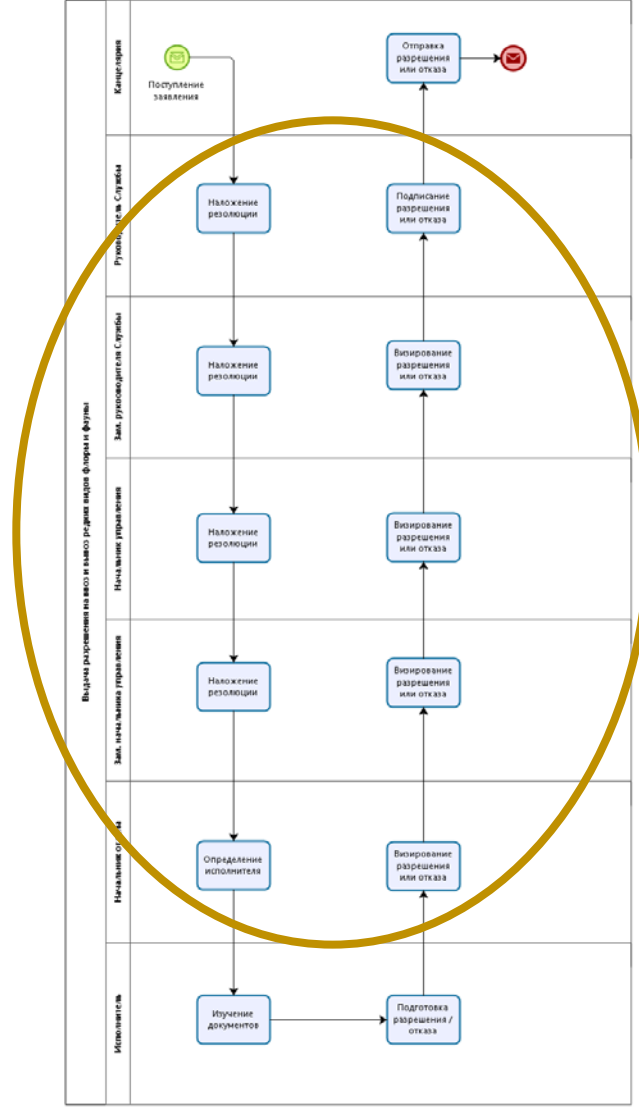 Выдача разрешения на ввоз и вывоз редких видов флоры и фауны
Канцелярия
Поступление
заявления
Отправка
разрешения
или отказа
Руководитель Службы
Наложение
резолюции
Подписание
разрешения
или отказа
Зам. руководителя Службы
Наложение
резолюции
Визирование
разрешения
или отказа
Начальник управления
Наложение
резолюции
Визирование
разрешения
или отказа
Зам. начальника управления
Наложение
резолюции
Визирование
разрешения
или отказа
Начальник отдела
Определение
исполнителя
Визирование
разрешения
или отказа
Исполнитель
Изучение
документов
Подготовка
разрешения /
отказа